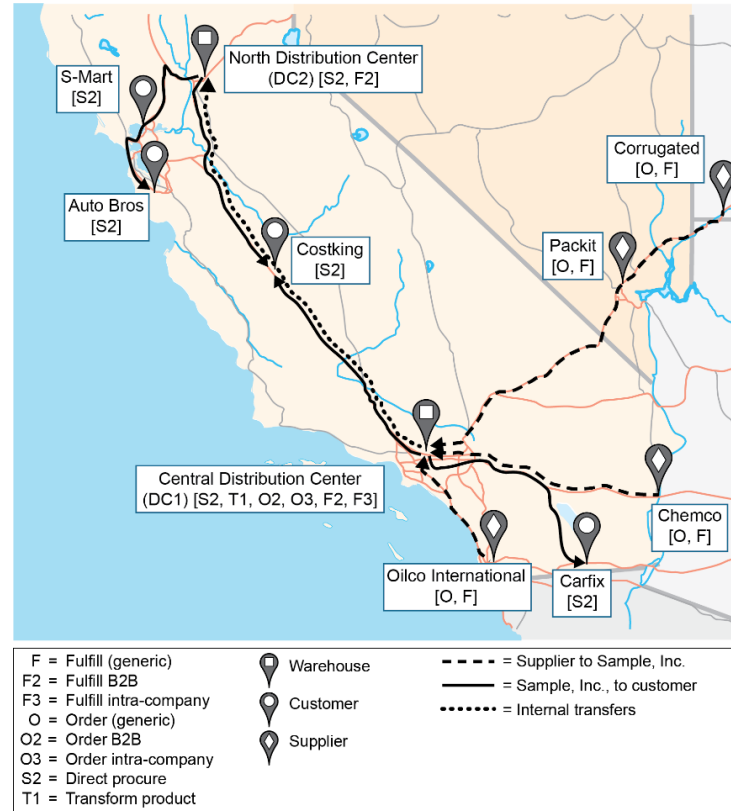 S-Mart
[S2]
North Distribution Center
(DC2) [S2, F2]
Corrugated
[O, F]
Auto Bros
[S2]
Costking
[S2]
Packit
[O, F]
Central Distribution Center
(DC1) [S2, T1, O2, O3, F2, F3]
Chemco
[O, F]
Oilco International
[O, F]
Carfix
[S2]
F = Fulfill (generic)
F2 = Fulfill B2B
F3 = Fulfill intra-company
O = Order (generic)
O2 = Order B2B
O3 = Order intra-company
S2 = Direct procure
T1 = Transform product
Warehouse
Customer
Supplier
= Supplier to Sample, Inc.
= Sample, Inc., to customer
= Internal transfers